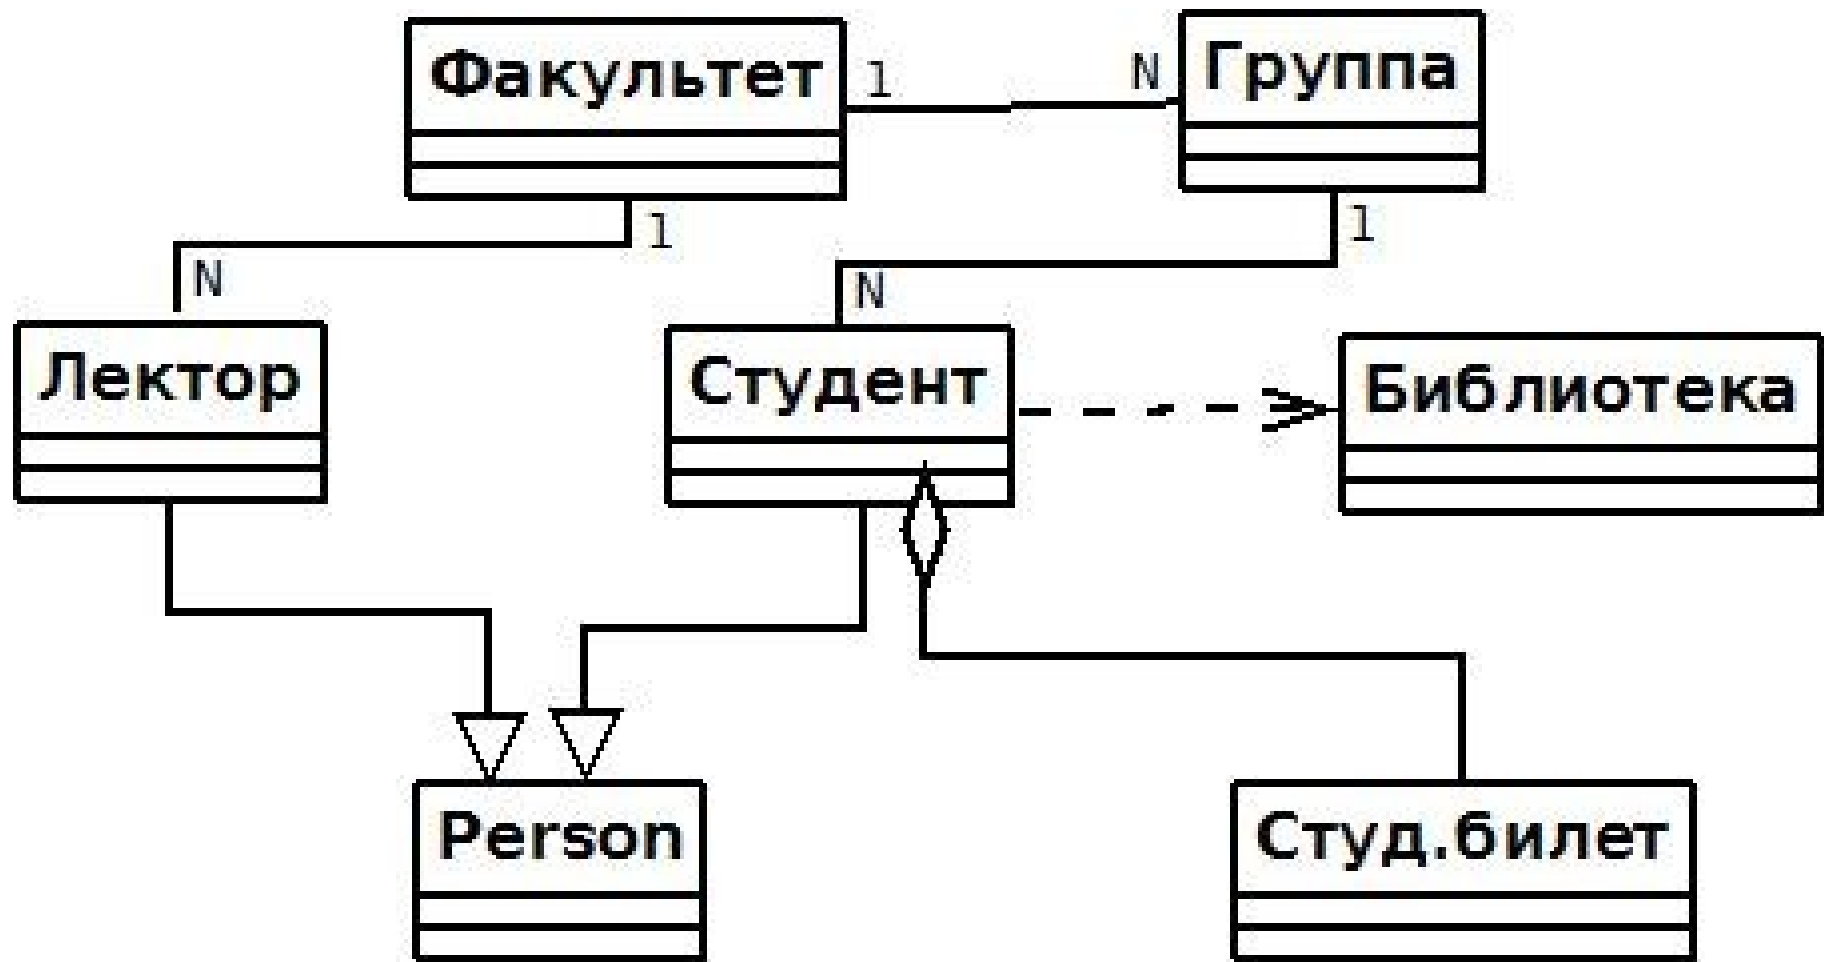 Факультет
1
N
Группа
1
N
1
N
Лектор
Студент
Библиотека
Person
Студ.билет